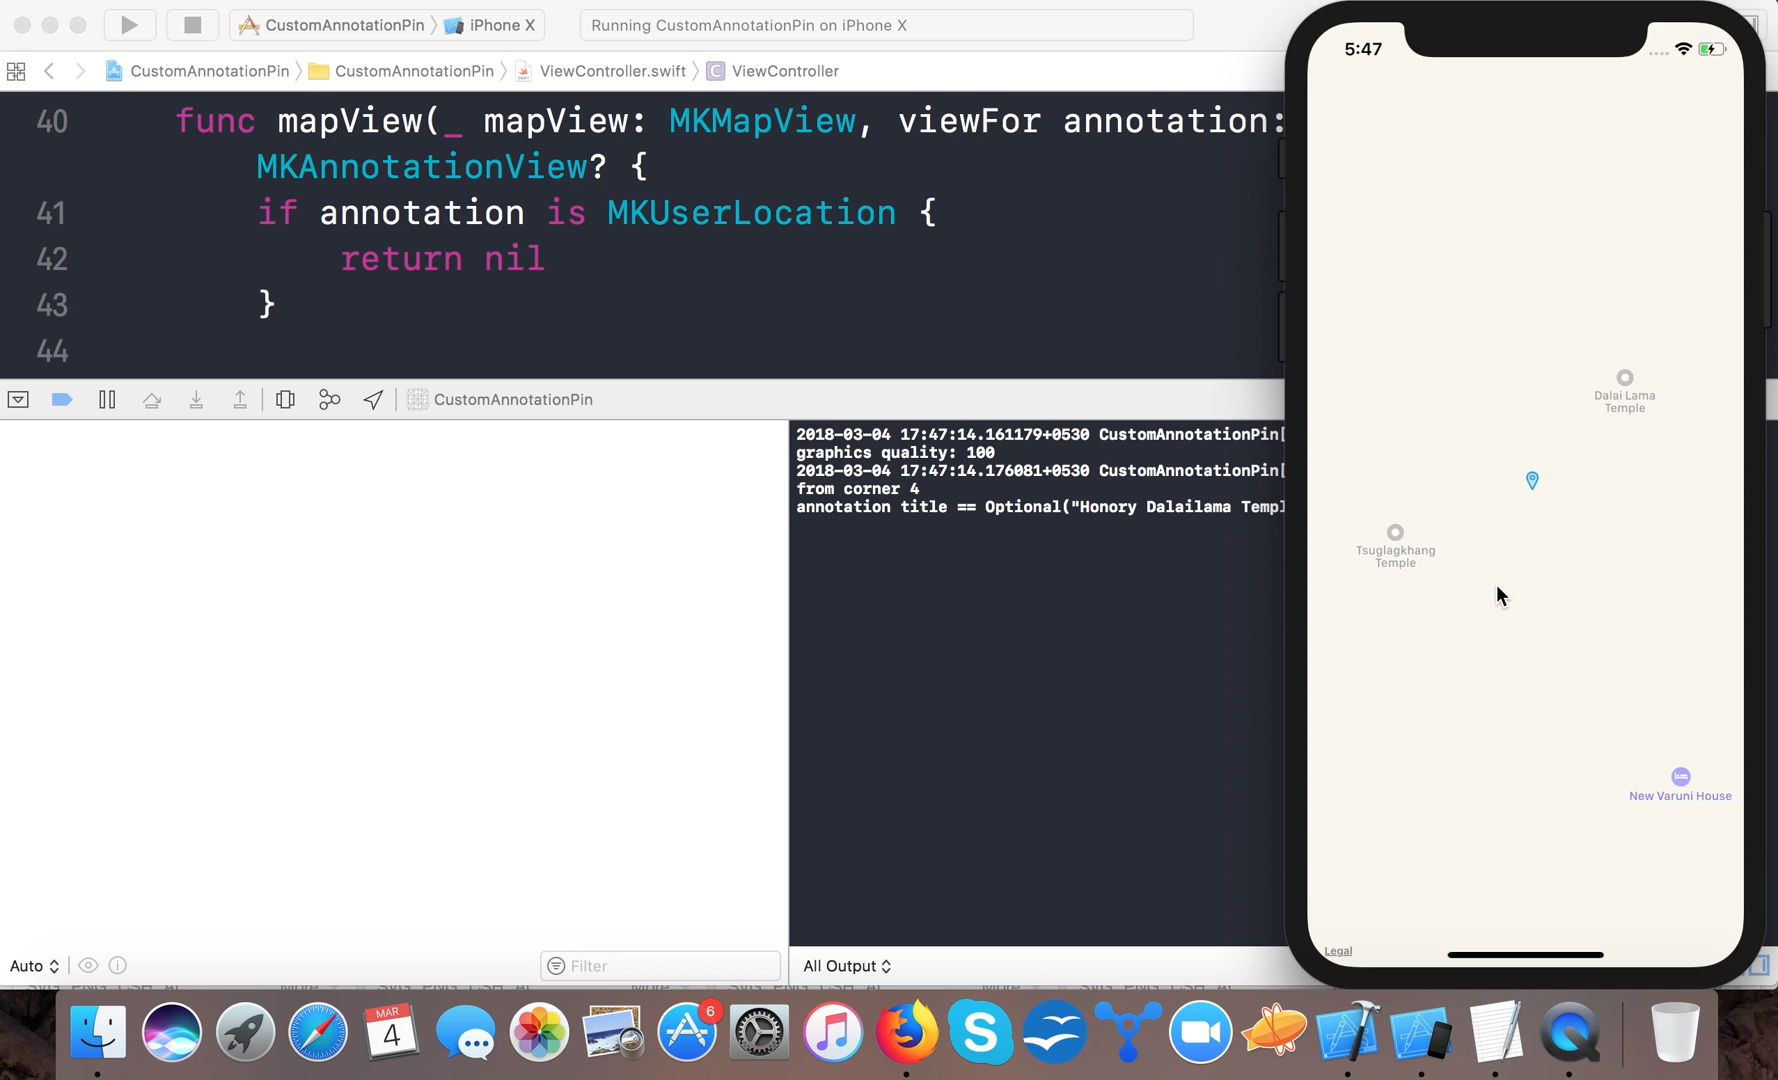 CustomAnnotationPin
iPhone X
Running CustomAnnotationPin on iPhone X
CustomAnnotationPin
CustomAnnotationPin
ViewController.swift
C
ViewController
40 func mapView(_ mapView: MKMapView, viewFor annotation:
MKAnnotationView? {
41 if annotation is MKUserLocation {
42 return nil
43 }
44
CustomAnnotationPin
2018-03-04 17:47:14.161179+0530 CustomAnnotationPin[
graphics quality: 100
2018-03-04 17:47:14.176081+0530 CustomAnnotationPin[
from corner 4
annotation title == Optional("Honory Dalailama Templ
Auto
Filter
All Output
5:47
Dalai Lama
Temple
Tsuglagkhang
Temple
New Varuni House
Legal
MAR
4
6